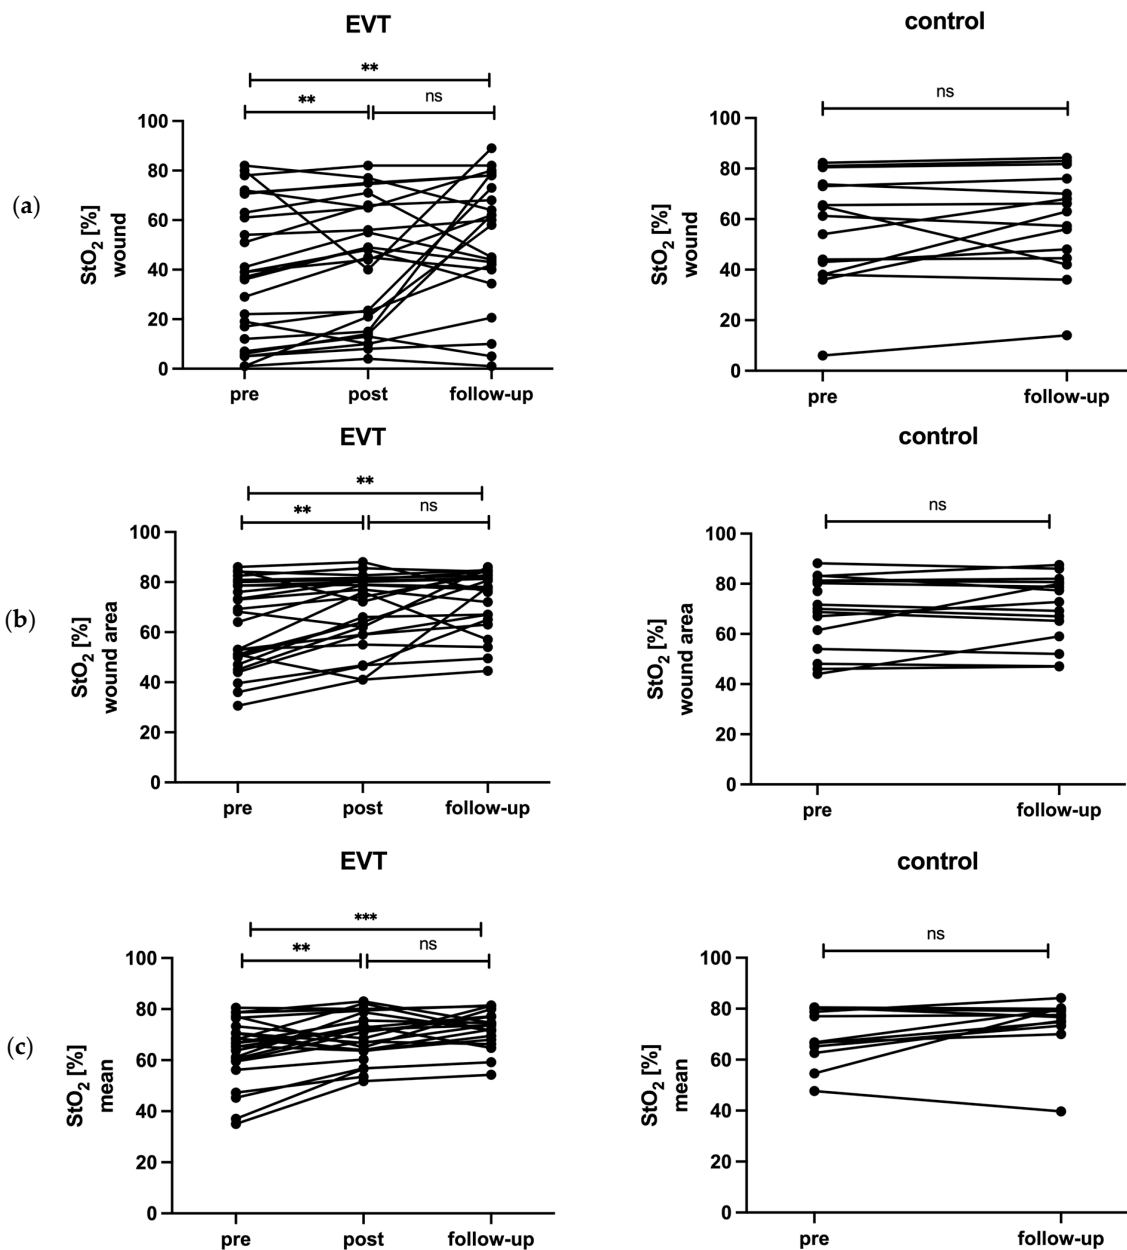 EVT
control
**
**
ns
ns
(a)
StO2 [%]
wound
100
80
60
40
20
0
pre
post
follow-up
StO2 [%]
wound
100
80
60
40
20
0
pre
follow-up
EVT
control
**
**
ns
ns
(b)
StO2 [%]
wound area
100
80
60
40
20
0
pre
post
follow-up
StO2 [%]
wound area
100
80
60
40
20
0
pre
follow-up
EVT
control
***
**
ns
ns
(c)
StO2 [%]
mean
100
80
60
40
20
0
pre
post
follow-up
StO2 [%]
mean
100
80
60
40
20
0
pre
follow-up